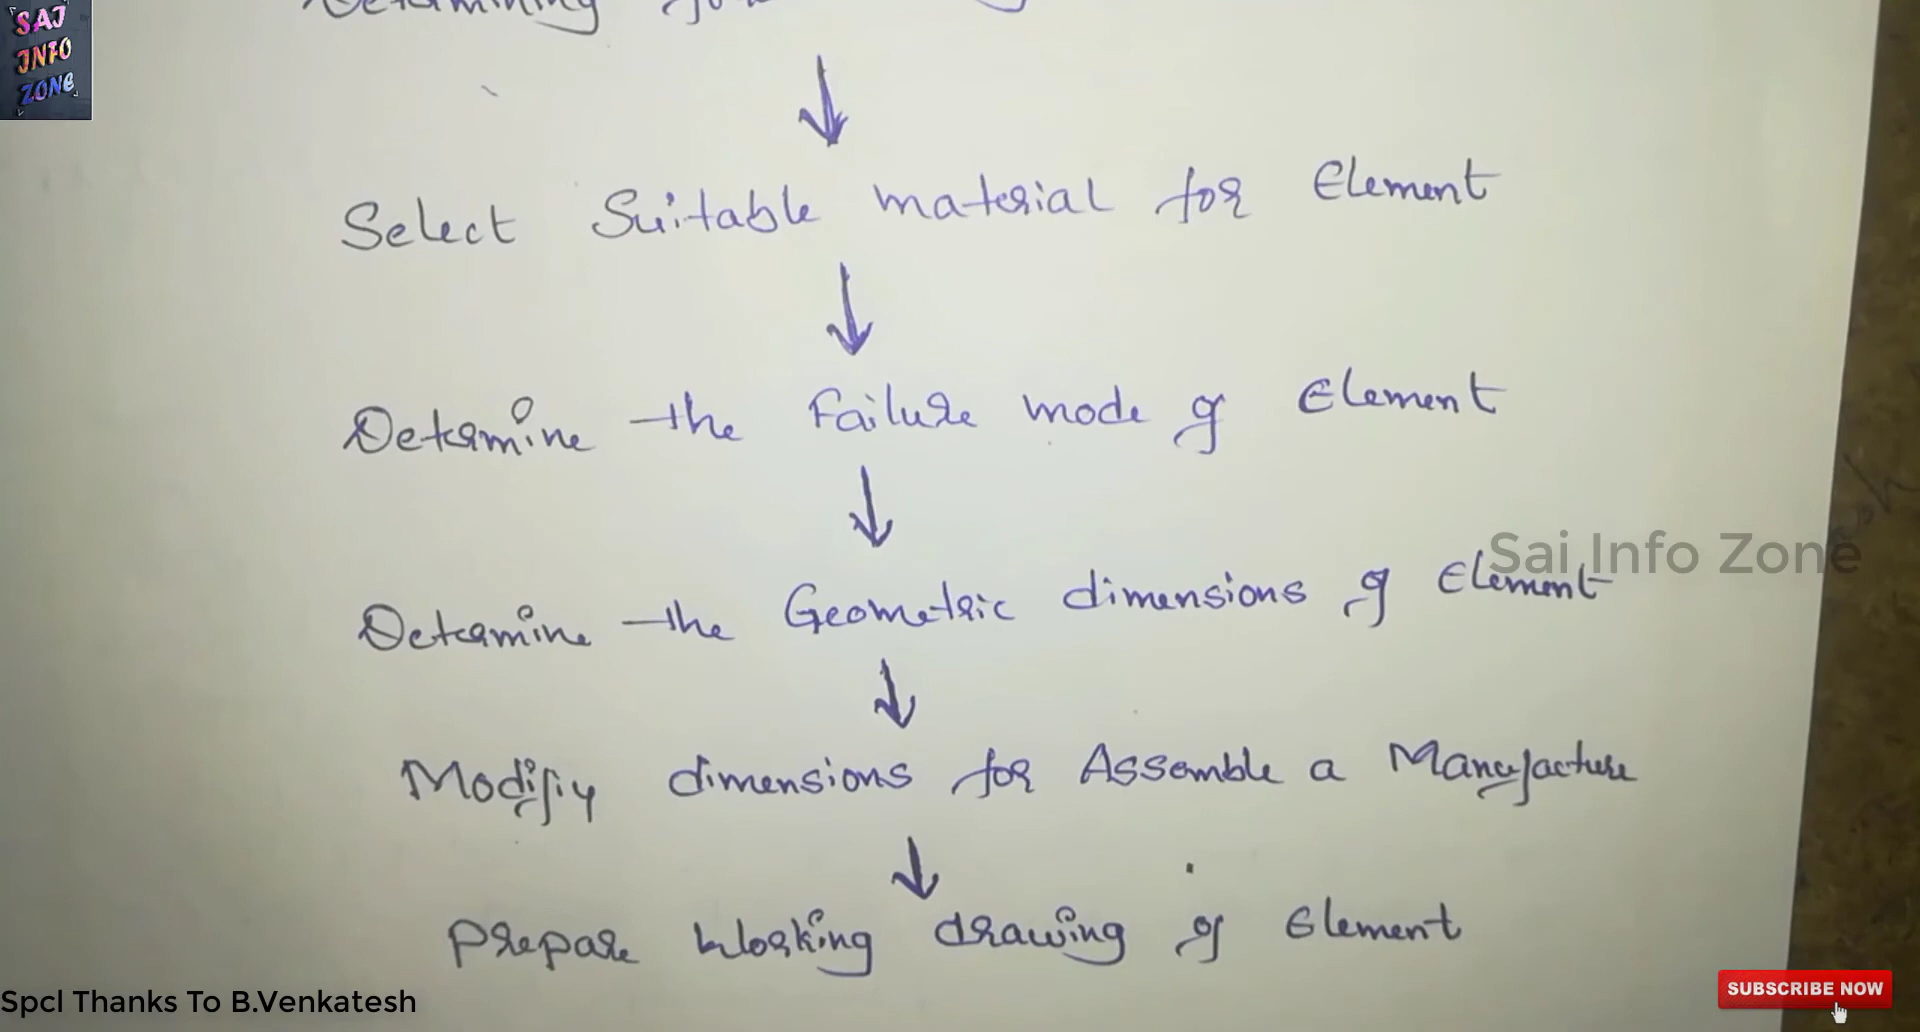 SAI
INFO
ZONE
Select Suitable material for Element
Determine the Failure mode of Element
Sai Info Zone
Determine the Geometric dimensions of Element
Modifiy dimensions for Assemble a Manufacture
Prepare Working drawing of Element
Spcl Thanks To B.Venkatesh
SUBSCRIBE NOW